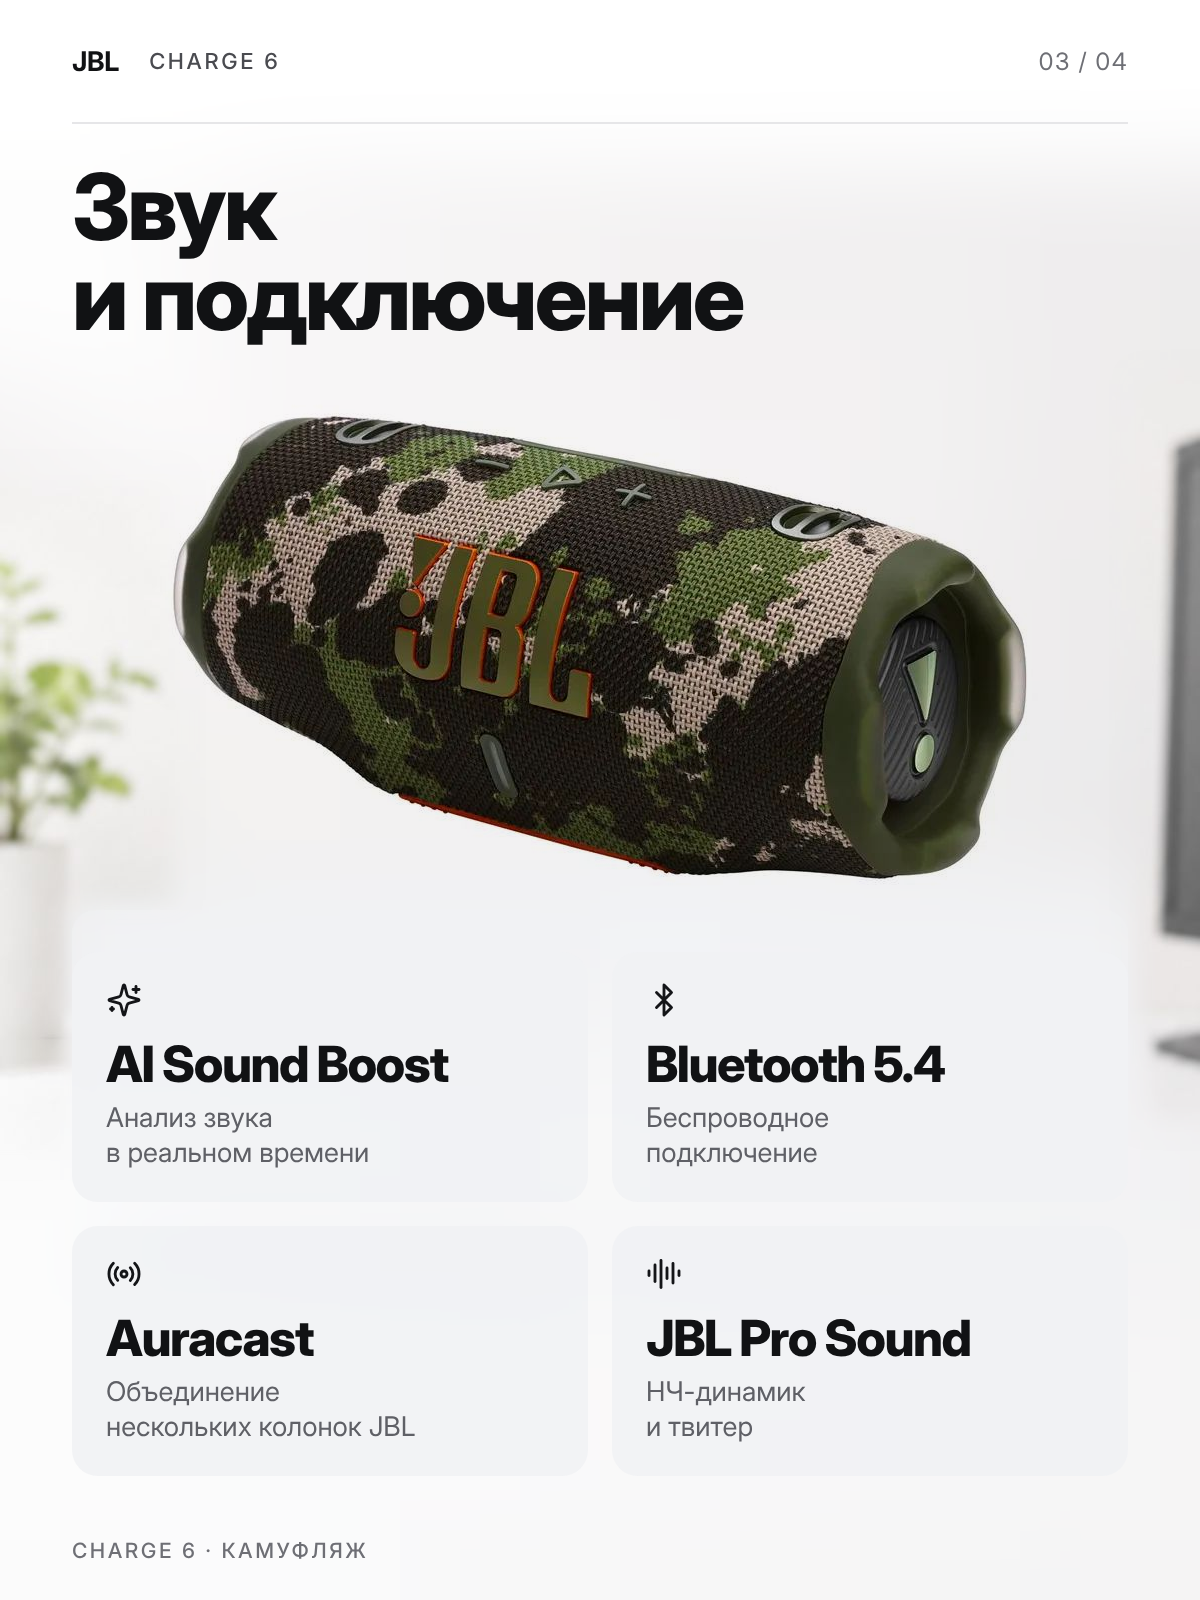 JBL CHARGE 6 03 / 04
Звук
и подключение
JBL
AI Sound Boost
Анализ звука
в реальном времени
Bluetooth 5.4
Беспроводное
подключение
Auracast
Объединение
нескольких колонок JBL
JBL Pro Sound
НЧ-динамик
и твитер
CHARGE 6 · КАМУФЛЯЖ